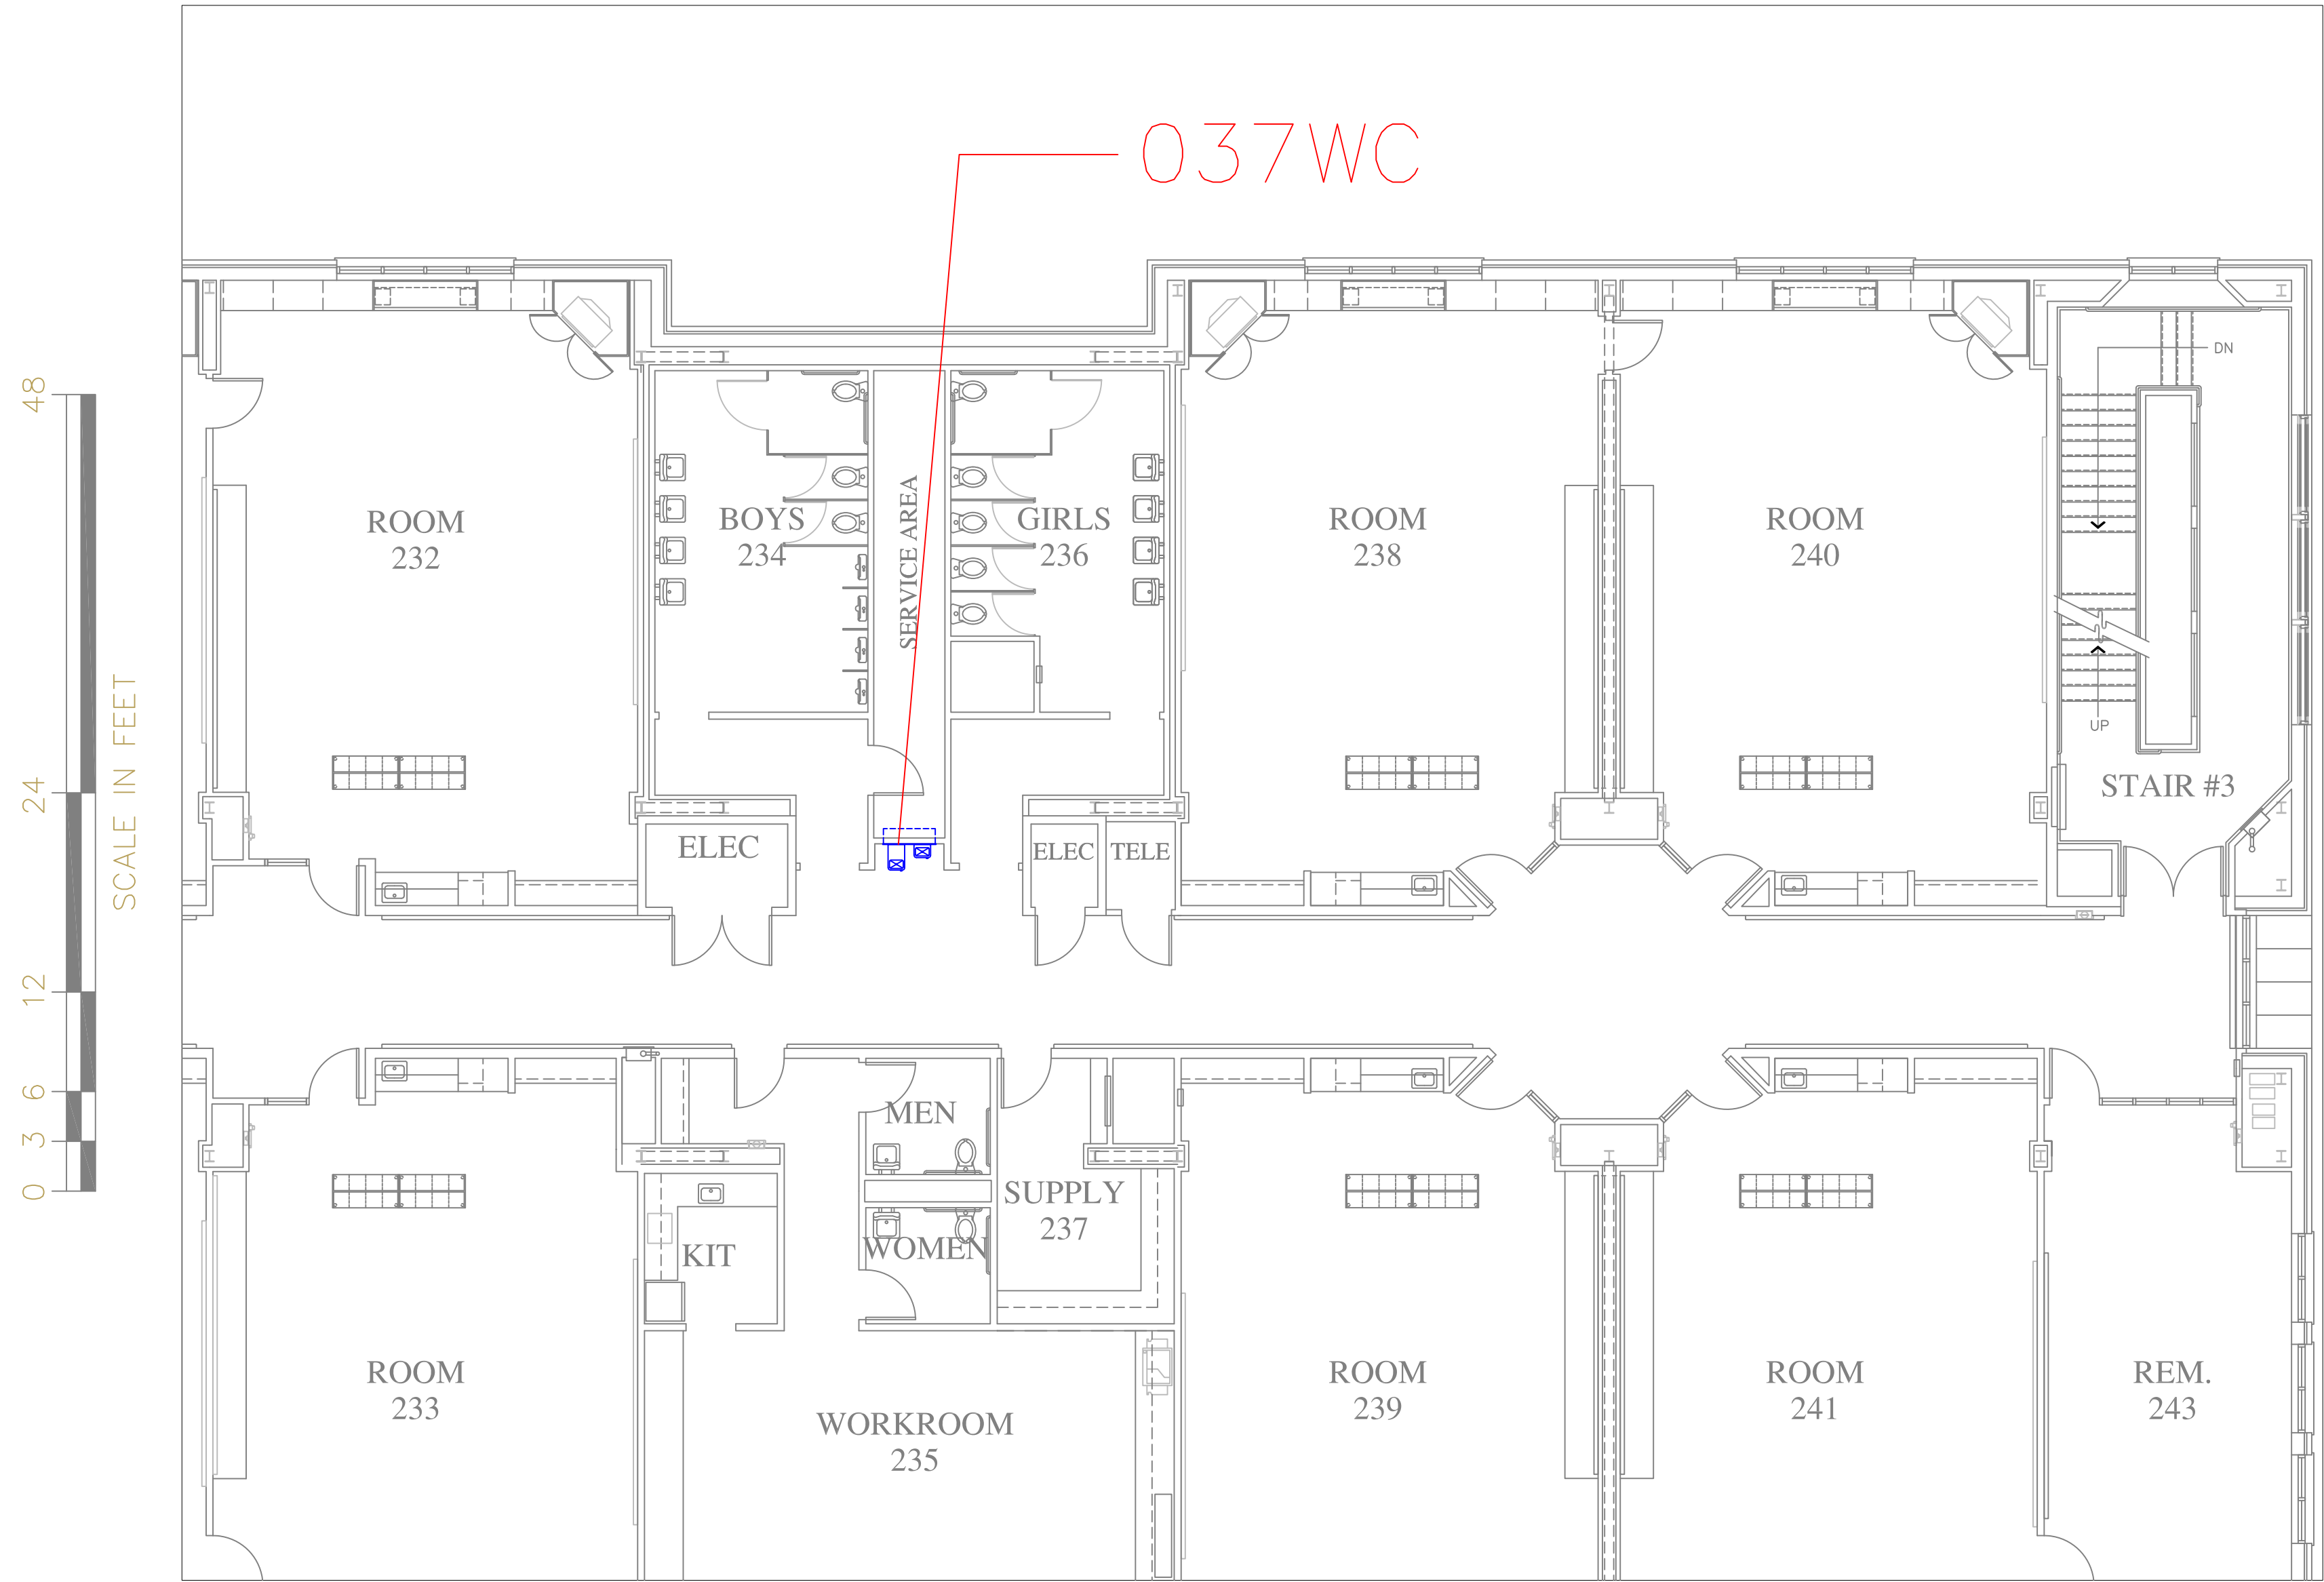 037WC
48
24
12
6
3
0
SCALE IN FEET
ROOM
232
BOYS
234
SERVICE AREA
GIRLS
236
ROOM
238
ROOM
240
DN
UP
STAIR #3
ELEC
ELEC
TELE
MEN
WOMEN
SUPPLY
237
KIT
ROOM
233
WORKROOM
235
ROOM
239
ROOM
241
REM.
243